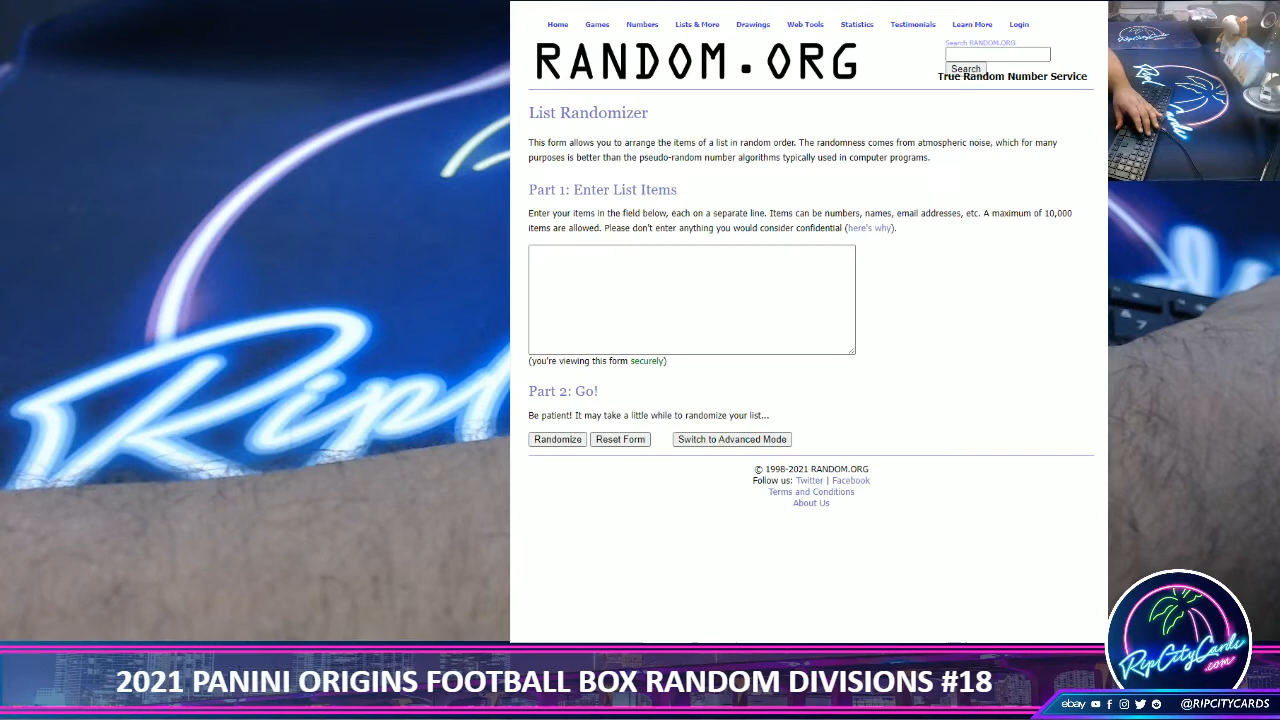 Home Games Numbers Lists & More Drawings Web Tools Statistics Testimonials Learn More Login
Search RANDOM.ORG
RANDOM.ORG
Search
True Random Number Service
List Randomizer
This form allows you to arrange the items of a list in random order. The randomness comes from atmospheric noise, which for many
purposes is better than the pseudo-random number algorithms typically used in computer programs.
Part 1: Enter List Items
Enter your items in the field below, each on a separate line. Items can be numbers, names, email addresses, etc. A maximum of 10,000
items are allowed. Please don't enter anything you would consider confidential (here's why).
(you're viewing this form securely)
Part 2: Go!
Be patient! It may take a little while to randomize your list...
Randomize Reset Form Switch to Advanced Mode
© 1998-2021 RANDOM.ORG
Follow us: Twitter | Facebook
Terms and Conditions
About Us
Rip
RipCityCards
.com
2021 PANINI ORIGINS FOOTBALL BOX RANDOM DIVISIONS #18
ebay @RIPCITYCARDS